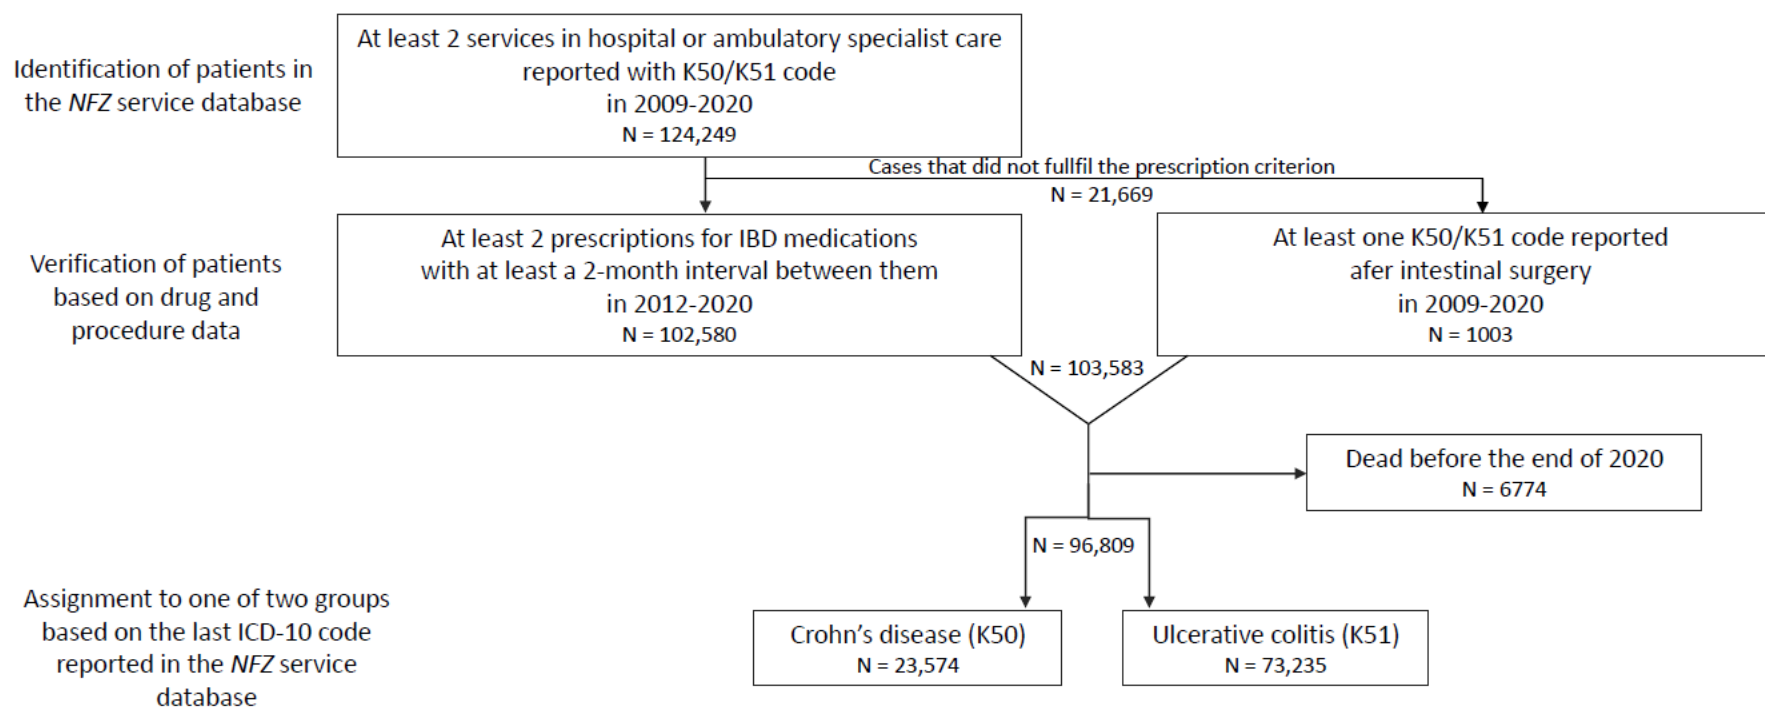 Identification of patients in
the NFZ service database
At least 2 services in hospital or ambulatory specialist care
reported with K50/K51 code
in 2009-2020
N = 124,249
Cases that did not fullfil the prescription criterion
N = 21,669
Verification of patients
based on drug and
procedure data
At least 2 prescriptions for IBD medications
with at least a 2-month interval between them
in 2012-2020
N = 102,580
At least one K50/K51 code reported
afer intestinal surgery
in 2009-2020
N = 1003
N = 103,583
Dead before the end of 2020
N = 6774
N = 96,809
Assignment to one of two groups
based on the last ICD-10 code
reported in the NFZ service
database
Crohn's disease (K50)
N = 23,574
Ulcerative colitis (K51)
N = 73,235